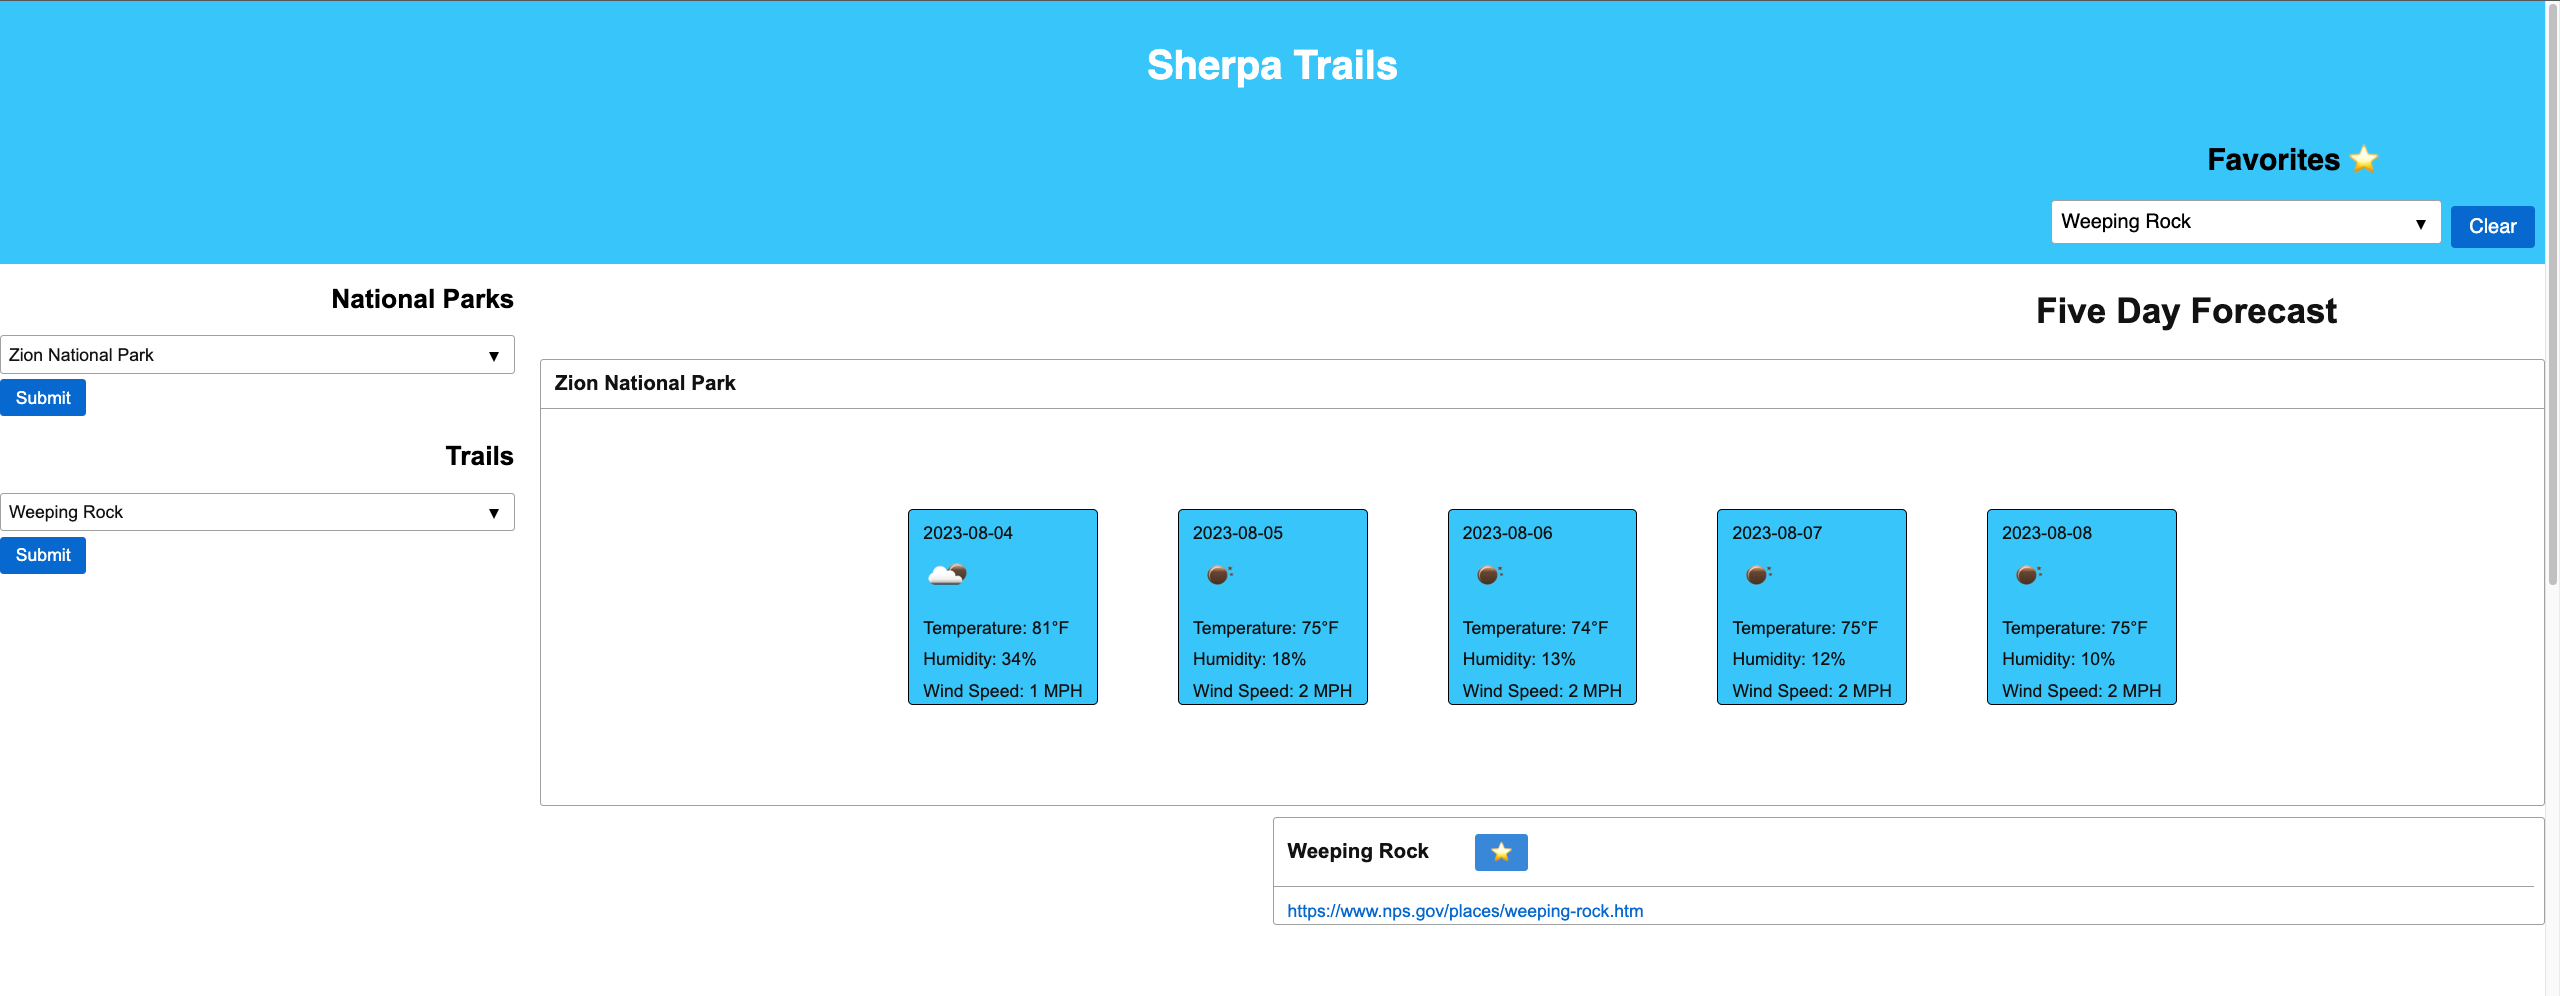 Sherpa Trails
Favorites
Weeping Rock
Clear
National Parks
Zion National Park
Submit
Trails
Weeping Rock
Submit
Five Day Forecast
Zion National Park
2023-08-04
Temperature: 81°F
Humidity: 34%
Wind Speed: 1 MPH
2023-08-05
Temperature: 75°F
Humidity: 18%
Wind Speed: 2 MPH
2023-08-06
Temperature: 74°F
Humidity: 13%
Wind Speed: 2 MPH
2023-08-07
Temperature: 75°F
Humidity: 12%
Wind Speed: 2 MPH
2023-08-08
Temperature: 75°F
Humidity: 10%
Wind Speed: 2 MPH
Weeping Rock
https://www.nps.gov/places/weeping-rock.htm